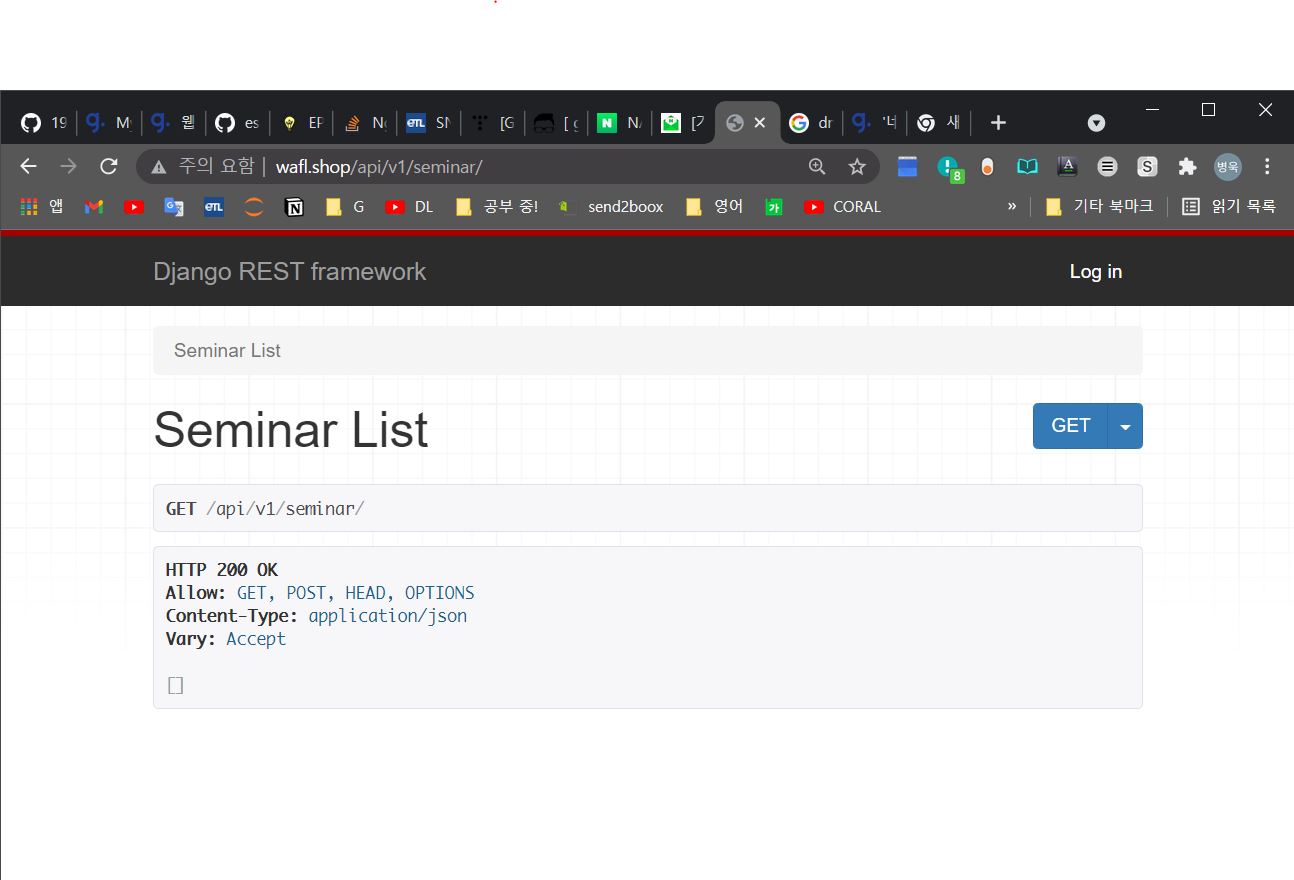 19 M 웹 es EF SN [G [ g N [7 dr 새
주의 요함 | wafl.shop/api/v1/seminar/ 8 병욱
앱 G DL 공부 중! send2boox 영어 CORAL » 기타 북마크 읽기 목록
Django REST framework Log in
Seminar List
Seminar List GET
GET /api/v1/seminar/
HTTP 200 OK
Allow: GET, POST, HEAD, OPTIONS
Content-Type: application/json
Vary: Accept
[]